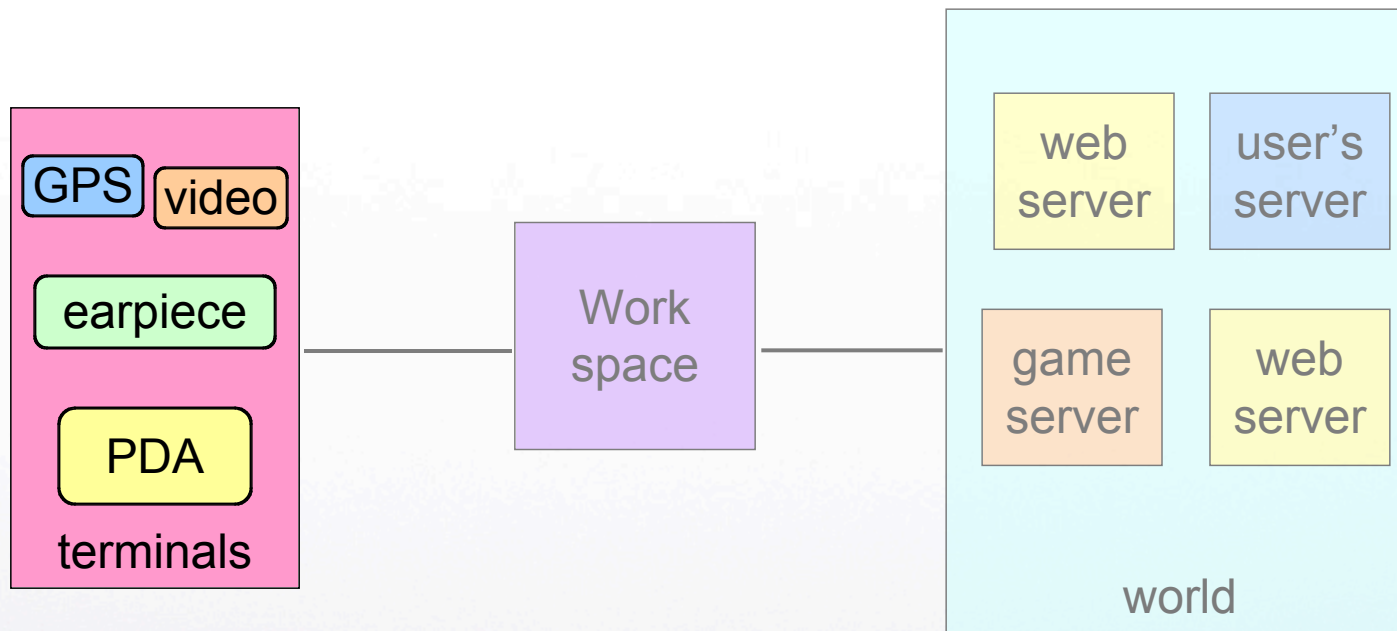 GPS
video
earpiece
PDA
terminals
Work
space
web
server
user’s
server
game
server
web
server
world